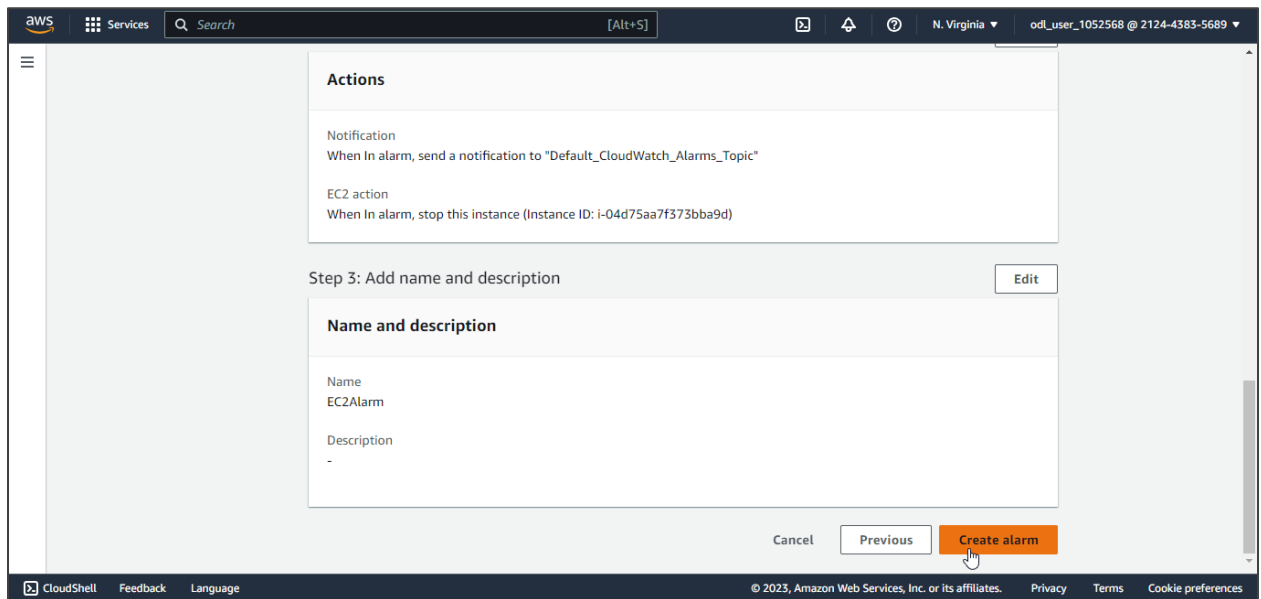 aws
Services
Search
[Alt+S]
N. Virginia
odl_user_1052568 @ 2124-4383-5689
Actions
Notification
When In alarm, send a notification to "Default_CloudWatch_Alarms_Topic"
EC2 action
When In alarm, stop this instance (Instance ID: i-04d75aa7f373bba9d)
Step 3: Add name and description
Edit
Name and description
Name
EC2Alarm
Description
-
Cancel
Previous
Create alarm
CloudShell
Feedback
Language
© 2023, Amazon Web Services, Inc. or its affiliates.
Privacy
Terms
Cookie preferences